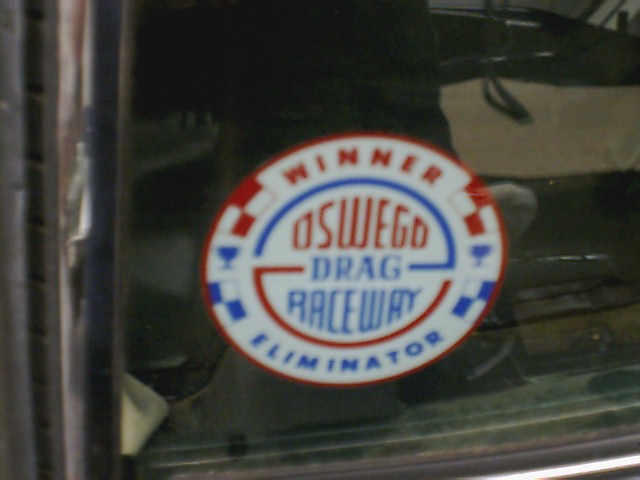 WINNER
OSWEGO
DRAG
RACEWAY
ELIMINATOR